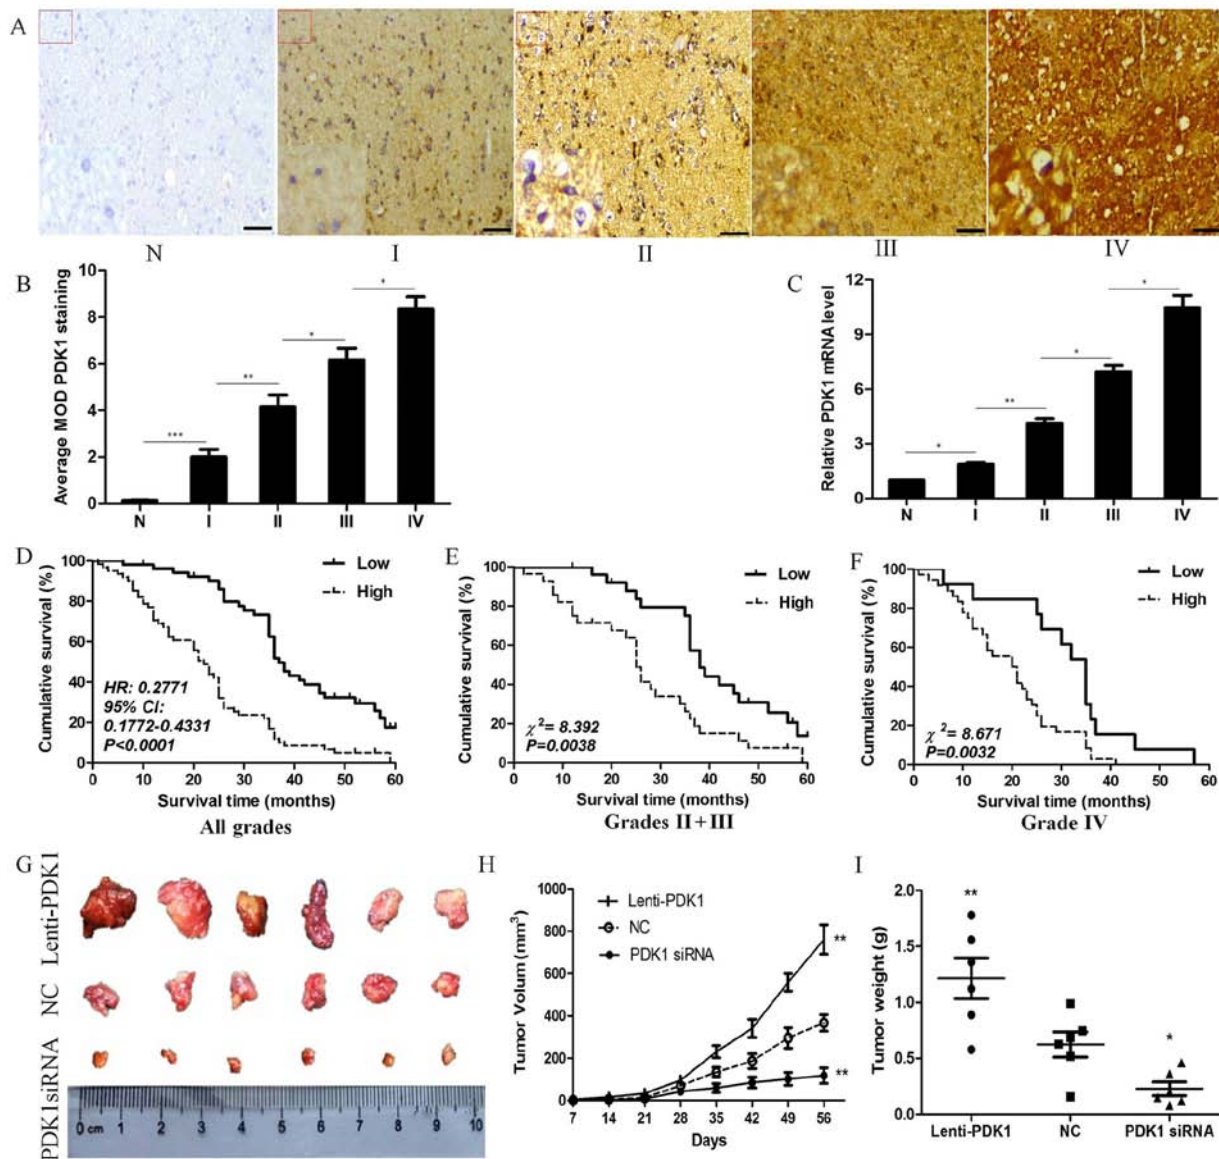 A
N I II III IV
B
Average MOD PDK1 staining
10
8
6
4
2
0
***
**
*
*
N I II III IV
C
Relative PDK1 mRNA level
12
9
6
3
0
*
**
*
*
N I II III IV
D
Cumulative survival (%)
100
80
60
40
20
0
Low
High
HR: 0.2771
95% CI:
0.1772-0.4331
P<0.0001
0 10 20 30 40 50 60
Survival time (months)
All grades
E
Cumulative survival (%)
100
80
60
40
20
0
Low
High
χ2= 8.392
P=0.0038
0 10 20 30 40 50 60
Survival time (months)
Grades II+III
F
Cumulative survival (%)
100
80
60
40
20
0
Low
High
χ2= 8.671
P=0.0032
0 10 20 30 40 50 60
Survival time (months)
Grade IV
G
Lenti-PDK1
NC
PDK1 siRNA
0 cm 1 2 3 4 5 6 7 8 9 10
H
Tumor Volum (mm3)
1000
800
600
400
200
0
Lenti-PDK1
NC
PDK1 siRNA
**
**
7 14 21 28 35 42 49 56
Days
I
Tumor weight (g)
2.0
1.5
1.0
0.5
0.0
**
*
Lenti-PDK1 NC PDK1 siRNA